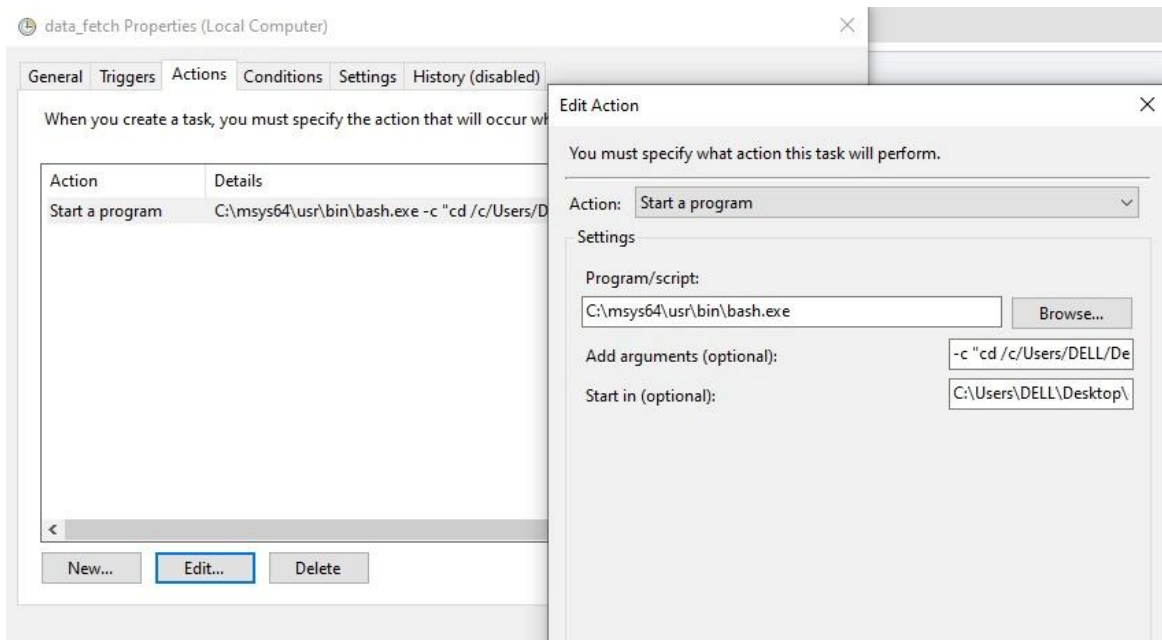 data_fetch Properties (Local Computer)
General Triggers Actions Conditions Settings History (disabled)
When you create a task, you must specify the action that will occur
Action Details
Start a program C:\msys64\usr\bin\bash.exe -c "cd /c/Users/D
New... Edit... Delete
Edit Action
You must specify what action this task will perform.
Action: Start a program
Settings
Program/script:
C:\msys64\usr\bin\bash.exe Browse...
Add arguments (optional): -c "cd /c/Users/DELL/De
Start in (optional): C:\Users\DELL\Desktop\